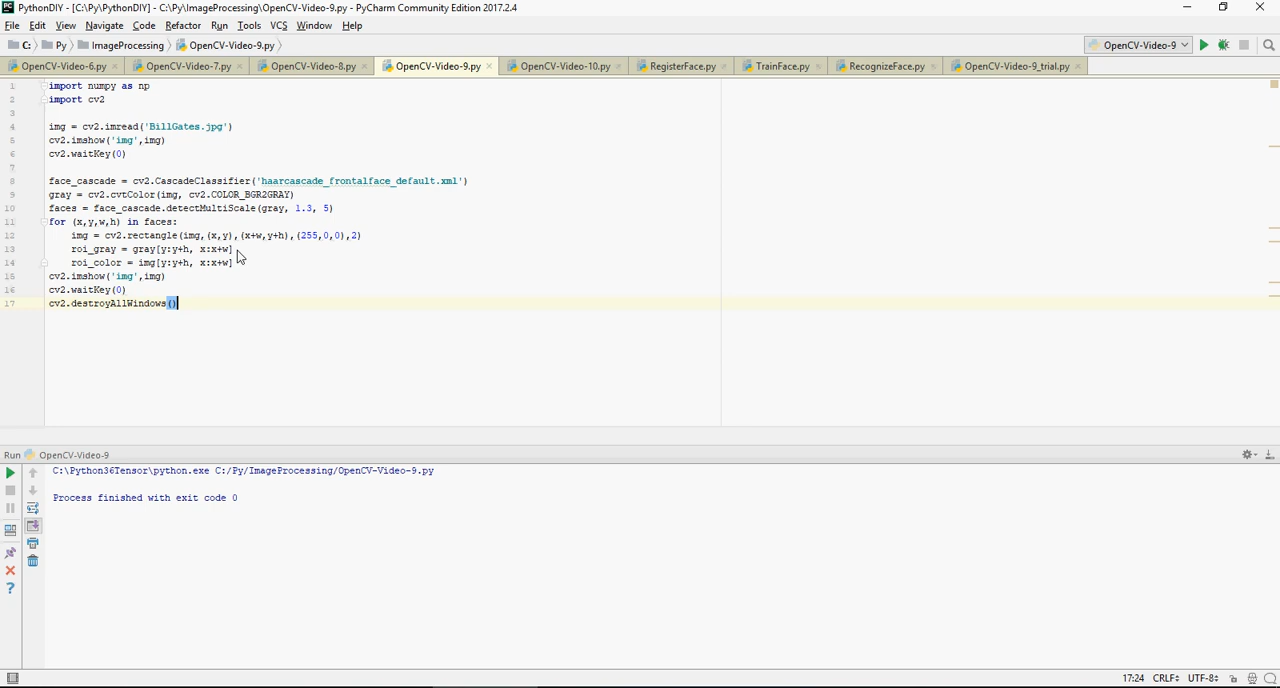 PythonDIY - [C:\Py\PythonDIY] - C:\Py\ImageProcessing\OpenCV-Video-9.py - PyCharm Community Edition 2017.2.4
File Edit View Navigate Code Refactor Run Tools VCS Window Help
C: Py ImageProcessing OpenCV-Video-9.py OpenCV-Video-9
OpenCV-Video-6.py OpenCV-Video-7.py OpenCV-Video-8.py OpenCV-Video-9.py OpenCV-Video-10.py RegisterFace.py TrainFace.py RecognizeFace.py OpenCV-Video-9_trial.py
1 import numpy as np
2 import cv2
3
4 img = cv2.imread('BillGates.jpg')
5 cv2.imshow('img',img)
6 cv2.waitKey(0)
7
8 face_cascade = cv2.CascadeClassifier('haarcascade_frontalface_default.xml')
9 gray = cv2.cvtColor(img, cv2.COLOR_BGR2GRAY)
10 faces = face_cascade.detectMultiScale(gray, 1.3, 5)
11 for (x,y,w,h) in faces:
12 img = cv2.rectangle(img,(x,y),(x+w,y+h),(255,0,0),2)
13 roi_gray = gray[y:y+h, x:x+w]
14 roi_color = img[y:y+h, x:x+w]
15 cv2.imshow('img',img)
16 cv2.waitKey(0)
17 cv2.destroyAllWindows()
Run OpenCV-Video-9
C:\Python36Tensor\python.exe C:/Py/ImageProcessing/OpenCV-Video-9.py
Process finished with exit code 0
17:24 CRLF UTF-8